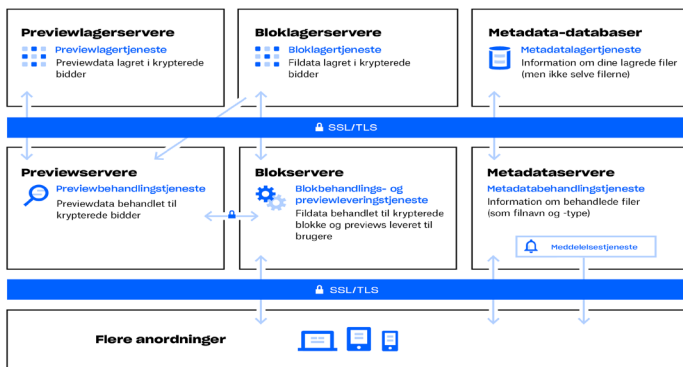 Previewlagerservere
Previewlagertjeneste
Previewdata lagret i krypterede
bidder
Bloklagerservere
Bloklagertjeneste
Fildata lagret i krypterede
bidder
Metadata-databaser
Metadatalagertjeneste
Information om dine lagrede filer
(men ikke selve filerne)
SSL/TLS
Previewservere
Previewbehandlingstjeneste
Previewdata behandlet til
krypterede bidder
Blokservere
Blokbehandlings- og
previewleveringstjeneste
Fildata behandlet til krypterede
blokke og previews leveret til
brugere
Metadataservere
Metadatabehandlingstjeneste
Information om behandlede filer
(som filnavn og -type)
Meddelelsestjeneste
SSL/TLS
Flere anordninger